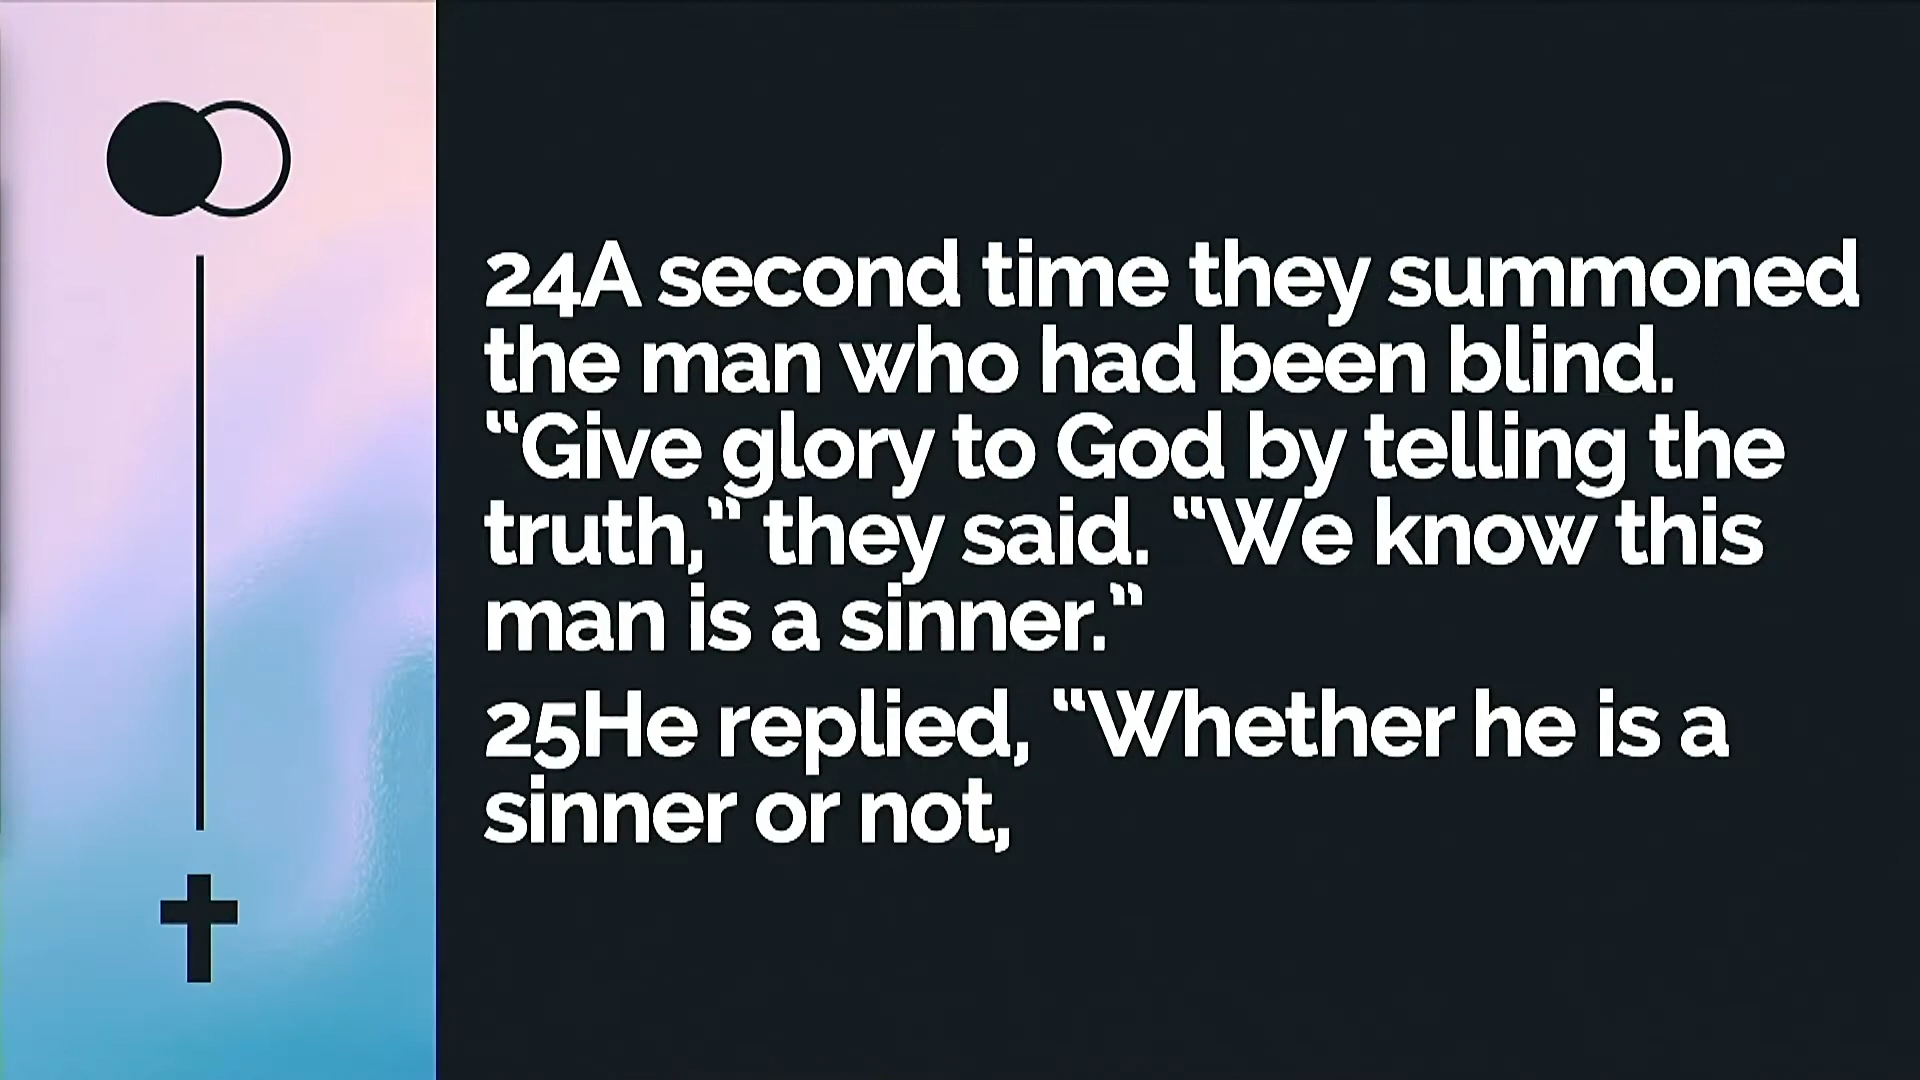 24A second time they summoned
the man who had been blind.
“Give glory to God by telling the
truth,” they said. “We know this
man is a sinner.”
25He replied, “Whether he is a
sinner or not,